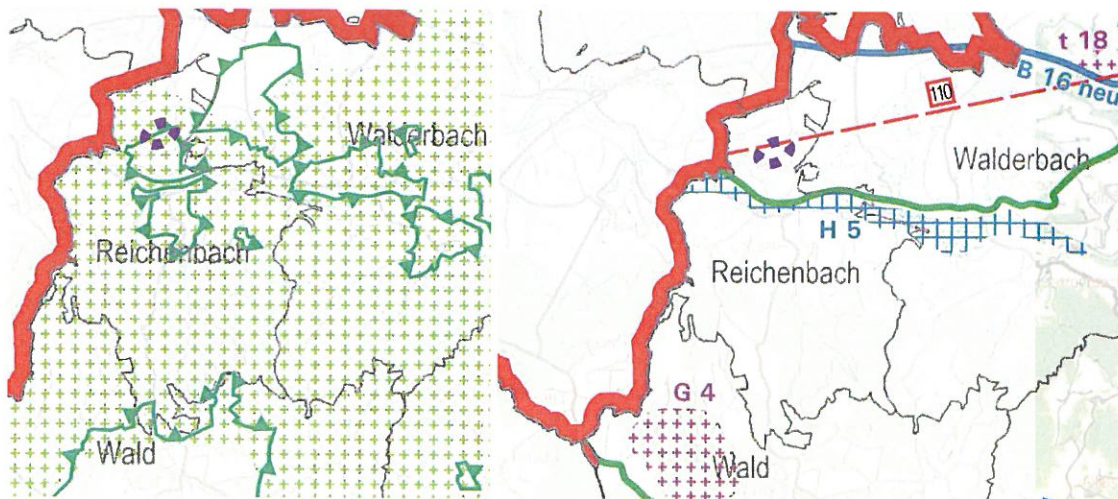 Walderbach
Reichenbach
Wald
t 18
B 16 neu
110
Walderbach
H 5
Reichenbach
G 4
Wald